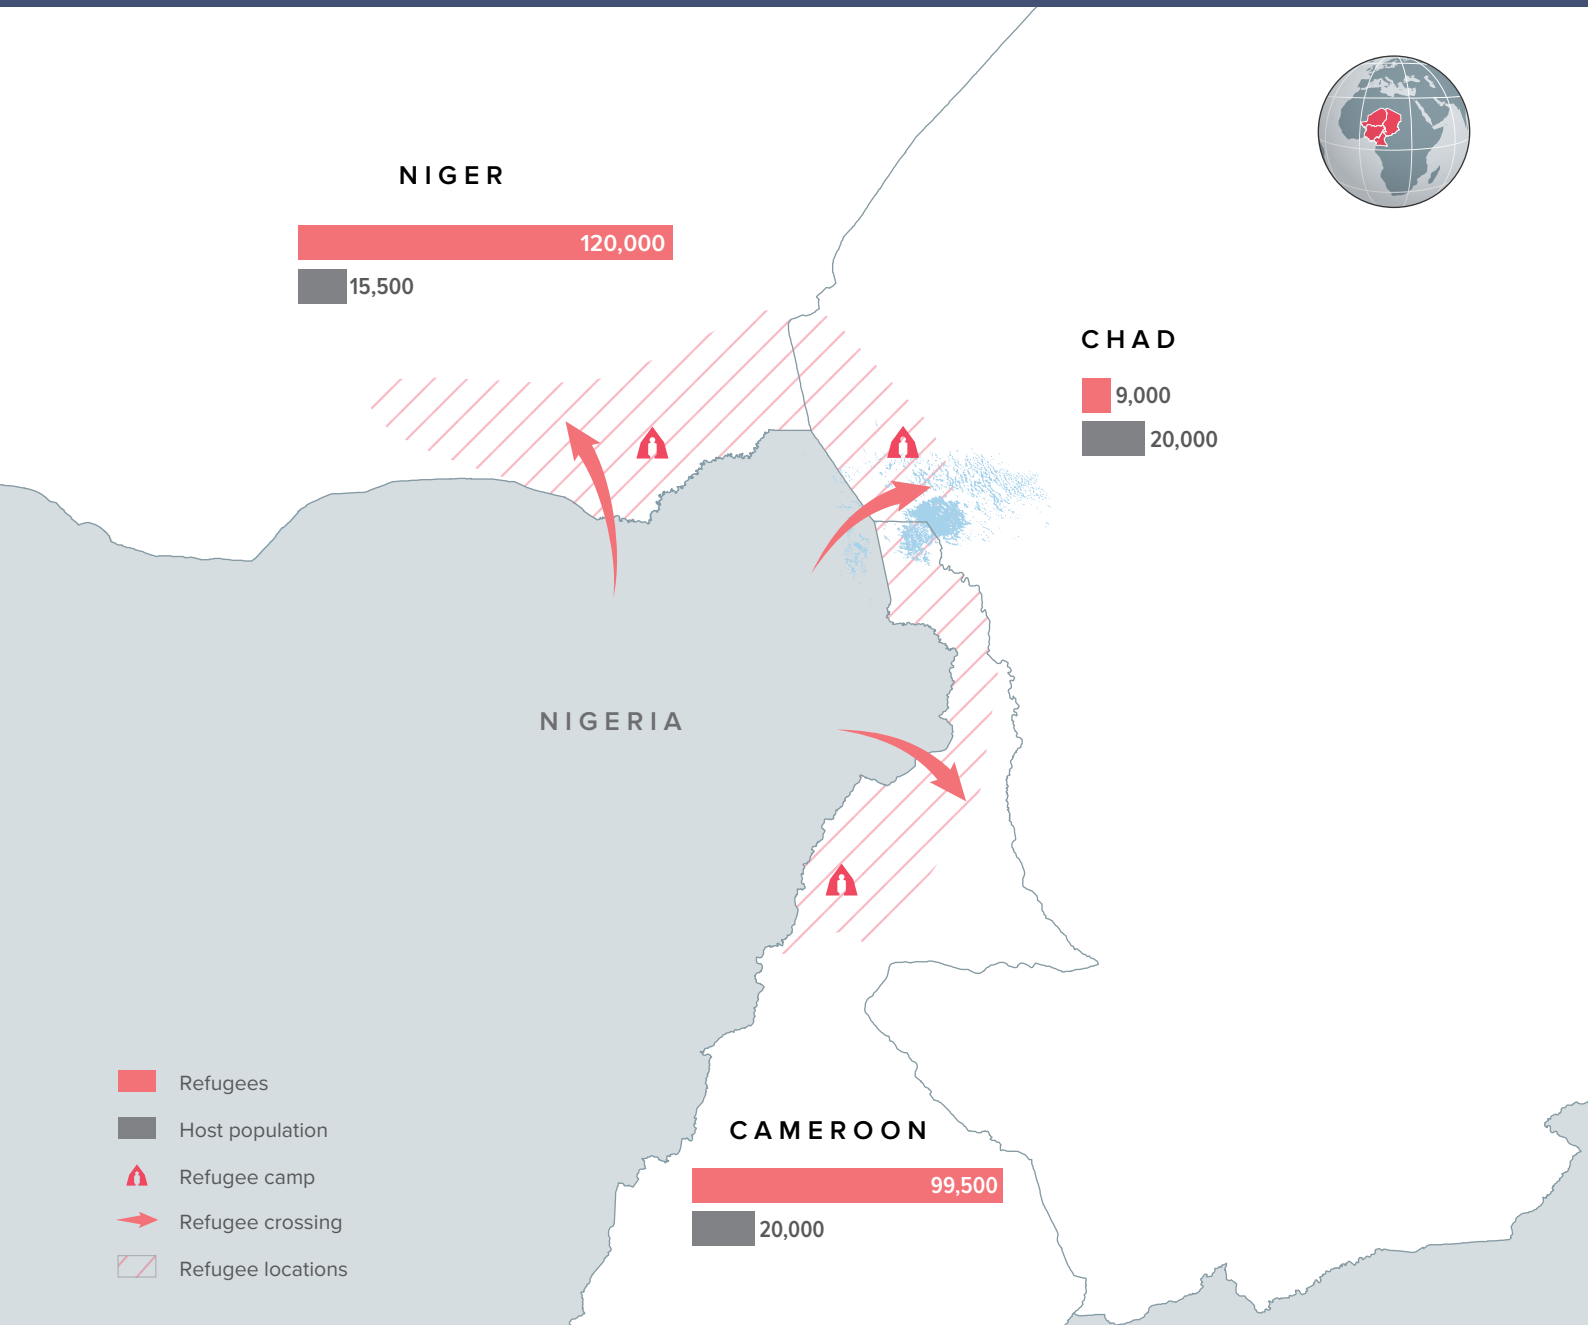 NIGER
120,000
15,500
CHAD
9,000
20,000
NIGERIA
CAMEROON
99,500
20,000
Refugees
Host population
Refugee camp
Refugee crossing
Refugee locations